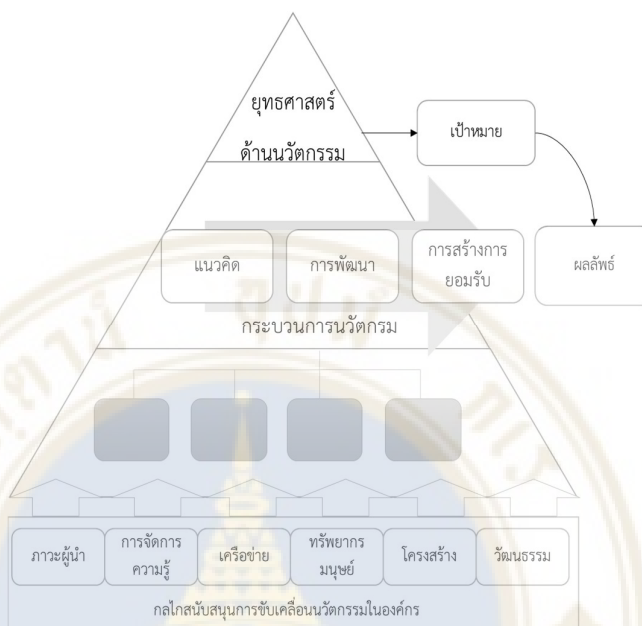 ยุทธศาสตร์
ด้านนวัตกรรม
เป้าหมาย
แนวคิด
การพัฒนา
การสร้างการ
ยอมรับ
ผลลัพธ์
กระบวนการนวัตกรม
ภาวะผู้นำ
การจัดการ
ความรู้
เครือข่าย
ทรัพยากร
มนุษย์
โครงสร้าง
วัฒนธรรม
กลไกสนับสนุนการขับเคลื่อนนวัตกรรมในองค์กร